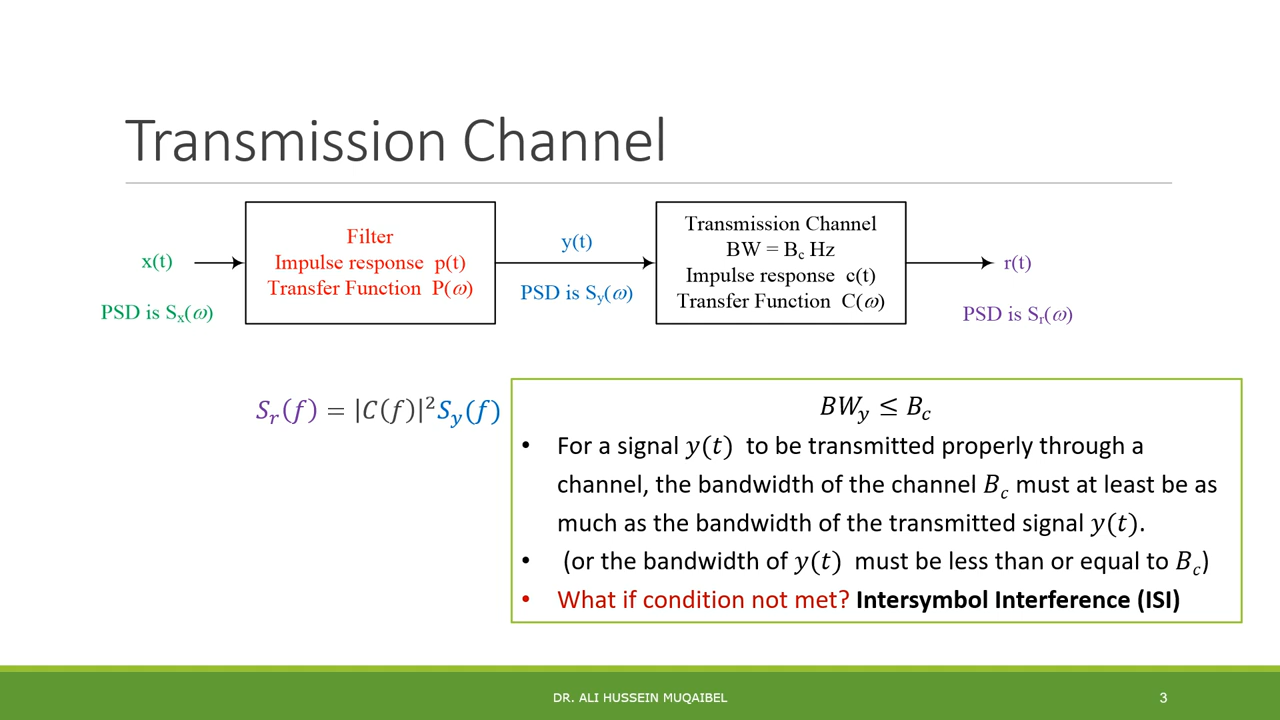 Transmission Channel
x(t)
PSD is Sx(ω)
Filter
Impulse response p(t)
Transfer Function P(ω)
y(t)
PSD is Sy(ω)
Transmission Channel
BW = Bc Hz
Impulse response c(t)
Transfer Function C(ω)
r(t)
PSD is Sr(ω)
Sr(f) = |C(f)|²Sy(f)
BWy ≤ Bc
• For a signal y(t) to be transmitted properly through a
channel, the bandwidth of the channel Bc must at least be as
much as the bandwidth of the transmitted signal y(t).
• (or the bandwidth of y(t) must be less than or equal to Bc)
• What if condition not met? Intersymbol Interference (ISI)
DR. ALI HUSSEIN MUQAIBEL
3